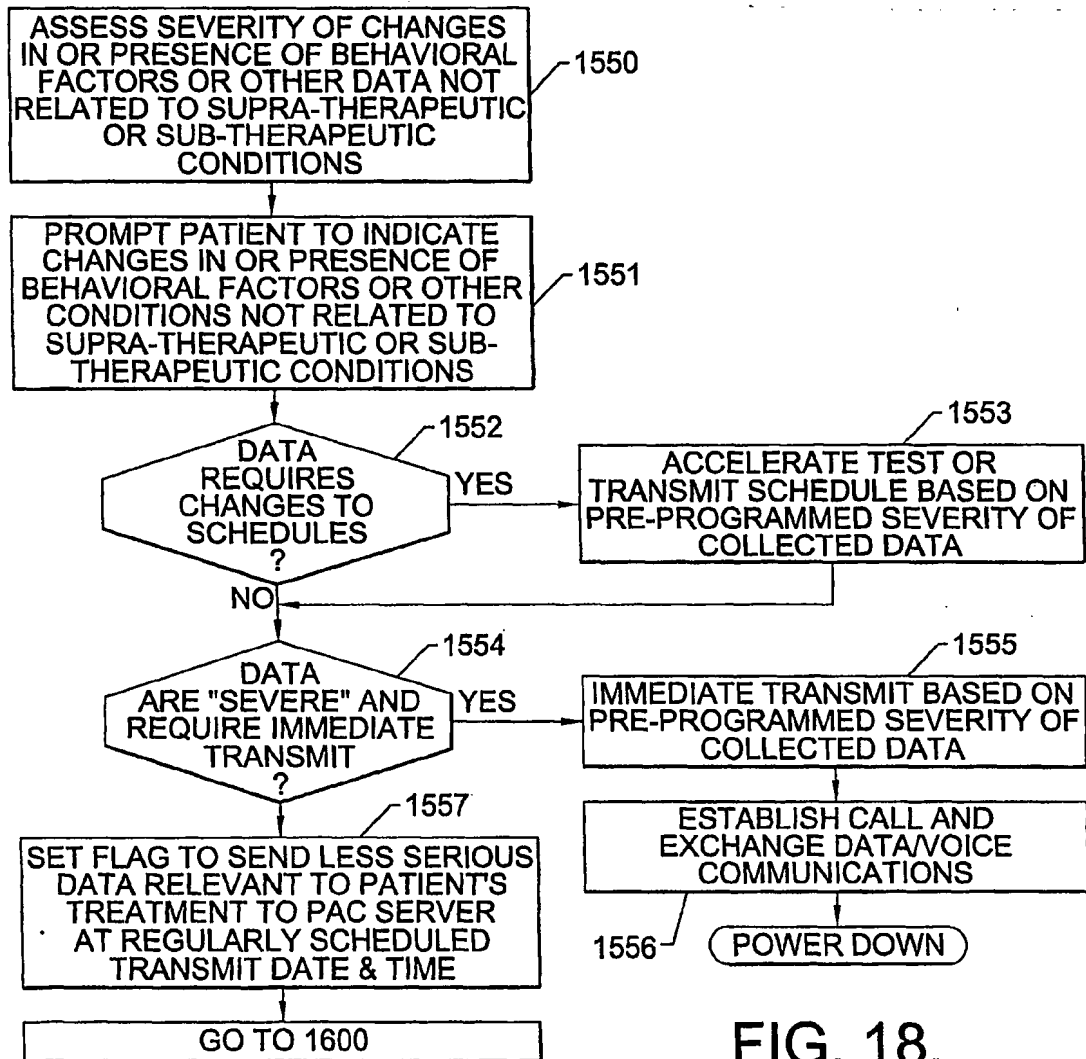 ASSESS SEVERITY OF CHANGES
IN OR PRESENCE OF BEHAVIORAL
FACTORS OR OTHER DATA NOT
RELATED TO SUPRA-THERAPEUTIC
OR SUB-THERAPEUTIC
CONDITIONS
1550
PROMPT PATIENT TO INDICATE
CHANGES IN OR PRESENCE OF
BEHAVIORAL FACTORS OR OTHER
CONDITIONS NOT RELATED TO
SUPRA-THERAPEUTIC OR SUB-
THERAPEUTIC CONDITIONS
1551
DATA
REQUIRES
CHANGES TO
SCHEDULES
?
1552
YES
1553
ACCELERATE TEST OR
TRANSMIT SCHEDULE BASED ON
PRE-PROGRAMMED SEVERITY OF
COLLECTED DATA
NO
DATA
ARE "SEVERE" AND
REQUIRE IMMEDIATE
TRANSMIT
?
1554
YES
1555
IMMEDIATE TRANSMIT BASED ON
PRE-PROGRAMMED SEVERITY OF
COLLECTED DATA
ESTABLISH CALL AND
EXCHANGE DATA/VOICE
COMMUNICATIONS
1556
POWER DOWN
1557
SET FLAG TO SEND LESS SERIOUS
DATA RELEVANT TO PATIENT'S
TREATMENT TO PAC SERVER
AT REGULARLY SCHEDULED
TRANSMIT DATE & TIME
GO TO 1600
FIG. 18